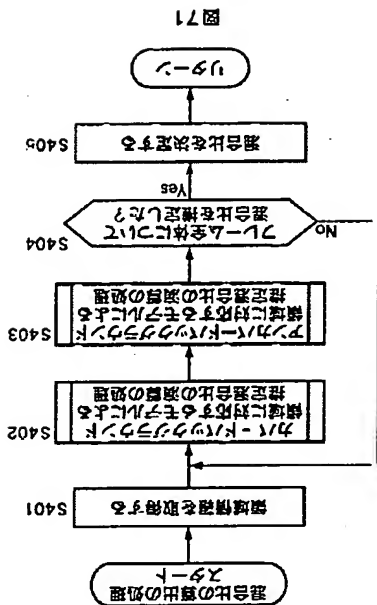 混合比の算出の処理
スタート
領域情報を取得する
S401
カバードバックグラウンド
領域に対応するモデルによる
推定混合比の演算の処理
S402
アンカバードバックグラウンド
領域に対応するモデルによる
推定混合比の演算の処理
S403
フレーム全体について
混合比を推定した?
S404
No
Yes
混合比を決定する
S405
リターン
図71